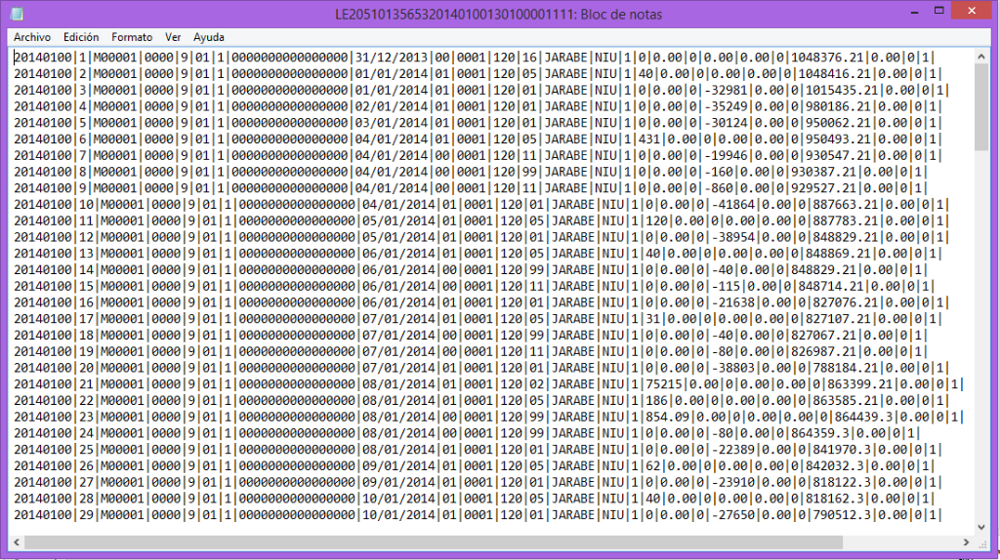 LE2051013565320140100130100001111: Bloc de notas
Archivo Edición Formato Ver Ayuda
20140100|1|M00001|0000|9|01|1|0000000000000000|31/12/2013|00|0001|120|16|JARABE|NIU|1|0|0.00|0|0.00|0.00|0|1048376.21|0.00|0|1|
20140100|2|M00001|0000|9|01|1|0000000000000000|01/01/2014|01|0001|120|05|JARABE|NIU|1|40|0.00|0|0.00|0.00|0|1048416.21|0.00|0|1|
20140100|3|M00001|0000|9|01|1|0000000000000000|01/01/2014|01|0001|120|01|JARABE|NIU|1|0|0.00|0|-32981|0.00|0|1015435.21|0.00|0|1|
20140100|4|M00001|0000|9|01|1|0000000000000000|02/01/2014|01|0001|120|01|JARABE|NIU|1|0|0.00|0|-35249|0.00|0|980186.21|0.00|0|1|
20140100|5|M00001|0000|9|01|1|0000000000000000|03/01/2014|01|0001|120|01|JARABE|NIU|1|0|0.00|0|-30124|0.00|0|950062.21|0.00|0|1|
20140100|6|M00001|0000|9|01|1|0000000000000000|04/01/2014|01|0001|120|05|JARABE|NIU|1|431|0.00|0|0.00|0.00|0|950493.21|0.00|0|1|
20140100|7|M00001|0000|9|01|1|0000000000000000|04/01/2014|00|0001|120|11|JARABE|NIU|1|0|0.00|0|-19946|0.00|0|930547.21|0.00|0|1|
20140100|8|M00001|0000|9|01|1|0000000000000000|04/01/2014|00|0001|120|99|JARABE|NIU|1|0|0.00|0|-160|0.00|0|930387.21|0.00|0|1|
20140100|9|M00001|0000|9|01|1|0000000000000000|04/01/2014|00|0001|120|11|JARABE|NIU|1|0|0.00|0|-860|0.00|0|929527.21|0.00|0|1|
20140100|10|M00001|0000|9|01|1|0000000000000000|04/01/2014|01|0001|120|01|JARABE|NIU|1|0|0.00|0|-41864|0.00|0|887663.21|0.00|0|1|
20140100|11|M00001|0000|9|01|1|0000000000000000|05/01/2014|01|0001|120|05|JARABE|NIU|1|120|0.00|0|0.00|0.00|0|887783.21|0.00|0|1|
20140100|12|M00001|0000|9|01|1|0000000000000000|05/01/2014|01|0001|120|01|JARABE|NIU|1|0|0.00|0|-38954|0.00|0|848829.21|0.00|0|1|
20140100|13|M00001|0000|9|01|1|0000000000000000|06/01/2014|01|0001|120|05|JARABE|NIU|1|40|0.00|0|0.00|0.00|0|848869.21|0.00|0|1|
20140100|14|M00001|0000|9|01|1|0000000000000000|06/01/2014|00|0001|120|99|JARABE|NIU|1|0|0.00|0|-40|0.00|0|848829.21|0.00|0|1|
20140100|15|M00001|0000|9|01|1|0000000000000000|06/01/2014|00|0001|120|11|JARABE|NIU|1|0|0.00|0|-115|0.00|0|848714.21|0.00|0|1|
20140100|16|M00001|0000|9|01|1|0000000000000000|06/01/2014|01|0001|120|01|JARABE|NIU|1|0|0.00|0|-21638|0.00|0|827076.21|0.00|0|1|
20140100|17|M00001|0000|9|01|1|0000000000000000|07/01/2014|01|0001|120|05|JARABE|NIU|1|31|0.00|0|0.00|0.00|0|827107.21|0.00|0|1|
20140100|18|M00001|0000|9|01|1|0000000000000000|07/01/2014|00|0001|120|99|JARABE|NIU|1|0|0.00|0|-40|0.00|0|827067.21|0.00|0|1|
20140100|19|M00001|0000|9|01|1|0000000000000000|07/01/2014|00|0001|120|11|JARABE|NIU|1|0|0.00|0|-80|0.00|0|826987.21|0.00|0|1|
20140100|20|M00001|0000|9|01|1|0000000000000000|07/01/2014|01|0001|120|01|JARABE|NIU|1|0|0.00|0|-38803|0.00|0|788184.21|0.00|0|1|
20140100|21|M00001|0000|9|01|1|0000000000000000|08/01/2014|01|0001|120|02|JARABE|NIU|1|75215|0.00|0|0.00|0.00|0|863399.21|0.00|0|1|
20140100|22|M00001|0000|9|01|1|0000000000000000|08/01/2014|01|0001|120|05|JARABE|NIU|1|186|0.00|0|0.00|0.00|0|863585.21|0.00|0|1|
20140100|23|M00001|0000|9|01|1|0000000000000000|08/01/2014|00|0001|120|99|JARABE|NIU|1|854.09|0.00|0|0.00|0.00|0|864439.3|0.00|0|1|
20140100|24|M00001|0000|9|01|1|0000000000000000|08/01/2014|00|0001|120|99|JARABE|NIU|1|0|0.00|0|-80|0.00|0|864359.3|0.00|0|1|
20140100|25|M00001|0000|9|01|1|0000000000000000|08/01/2014|01|0001|120|01|JARABE|NIU|1|0|0.00|0|-22389|0.00|0|841970.3|0.00|0|1|
20140100|26|M00001|0000|9|01|1|0000000000000000|09/01/2014|01|0001|120|05|JARABE|NIU|1|62|0.00|0|0.00|0.00|0|842032.3|0.00|0|1|
20140100|27|M00001|0000|9|01|1|0000000000000000|09/01/2014|01|0001|120|01|JARABE|NIU|1|0|0.00|0|-23910|0.00|0|818122.3|0.00|0|1|
20140100|28|M00001|0000|9|01|1|0000000000000000|10/01/2014|01|0001|120|05|JARABE|NIU|1|40|0.00|0|0.00|0.00|0|818162.3|0.00|0|1|
20140100|29|M00001|0000|9|01|1|0000000000000000|10/01/2014|01|0001|120|01|JARABE|NIU|1|0|0.00|0|-27650|0.00|0|790512.3|0.00|0|1|